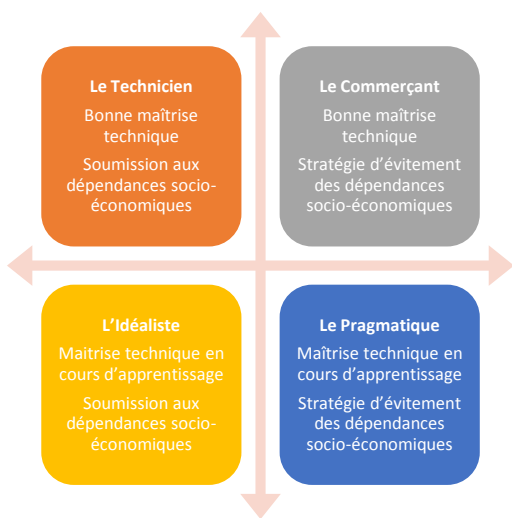 Le Technicien
Bonne maîtrise
technique
Soumission aux
dépendances socio-
économiques
Le Commerçant
Bonne maîtrise
technique
Stratégie d'évitement
des dépendances
socio-économiques
L'Idéaliste
Maitrise technique en
cours d'apprentissage
Soumission aux
dépendances socio-
économiques
Le Pragmatique
Maîtrise technique en
cours d'apprentissage
Stratégie d'évitement
des dépendances
socio-économiques